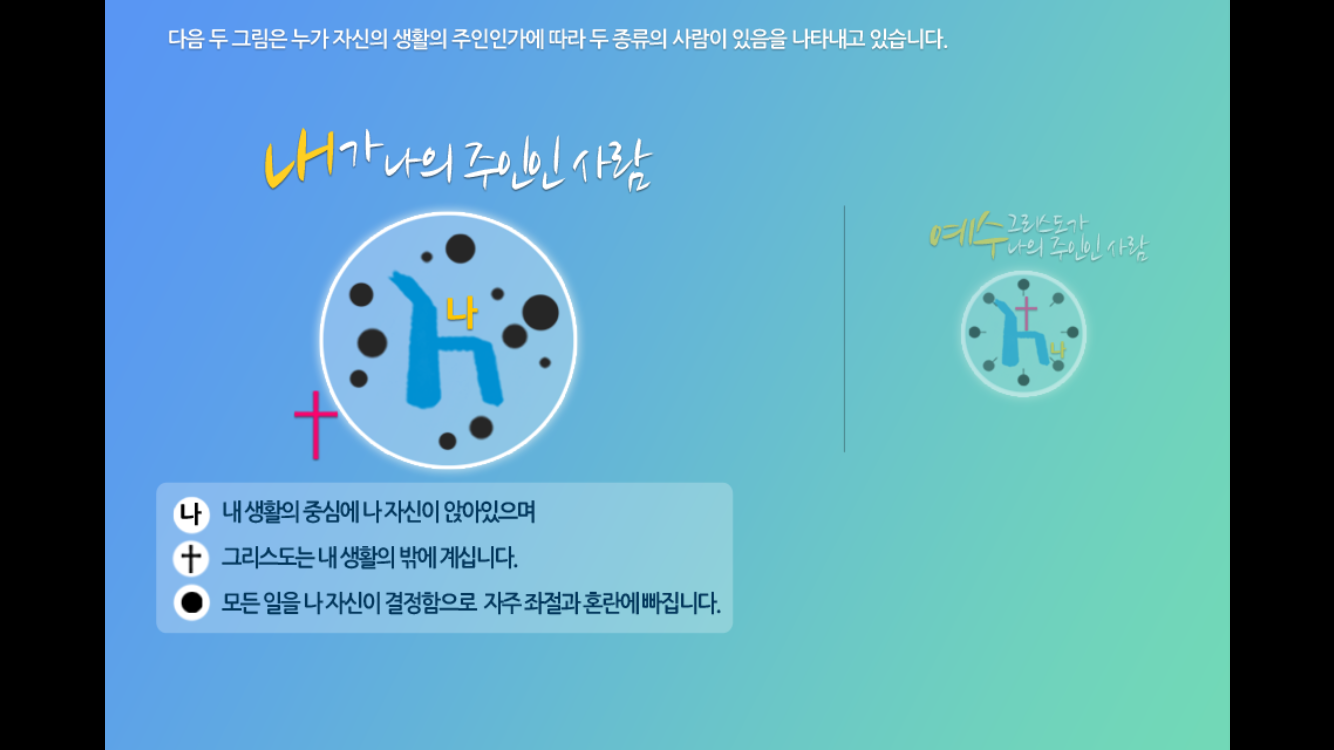 다음 두 그림은 누가 자신의 생활의 주인인가에 따라 두 종류의 사람이 있음을 나타내고 있습니다.
내가 나의 주인인 사람
나
예수 그리스도가
나의 주인인 사람
나
나 내 생활의 중심에 나 자신이 앉아있으며
그리스도는 내 생활의 밖에 계십니다.
모든 일을 나 자신이 결정함으로 자주 좌절과 혼란에 빠집니다.